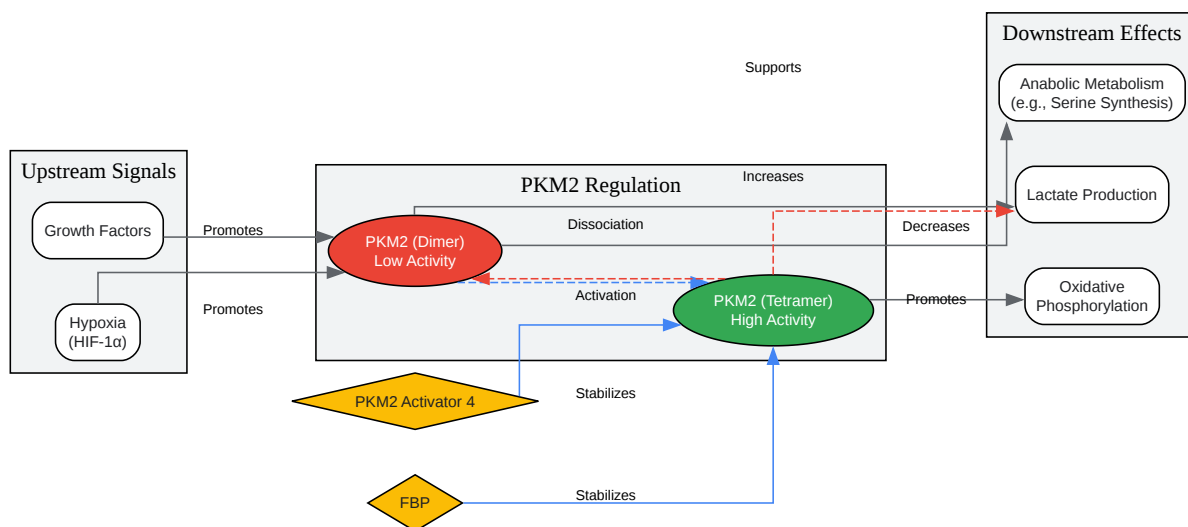 Downstream Effects
Supports
Anabolic Metabolism
(e.g., Serine Synthesis)
Upstream Signals
PKM2 Regulation
Increases
Lactate Production
Growth Factors
Promotes
PKM2 (Dimer)
Low Activity
Dissociation
Decreases
Hypoxia
(HIF-1α)
Promotes
Activation
PKM2 (Tetramer)
High Activity
Promotes
Oxidative
Phosphorylation
PKM2 Activator 4
Stabilizes
FBP
Stabilizes